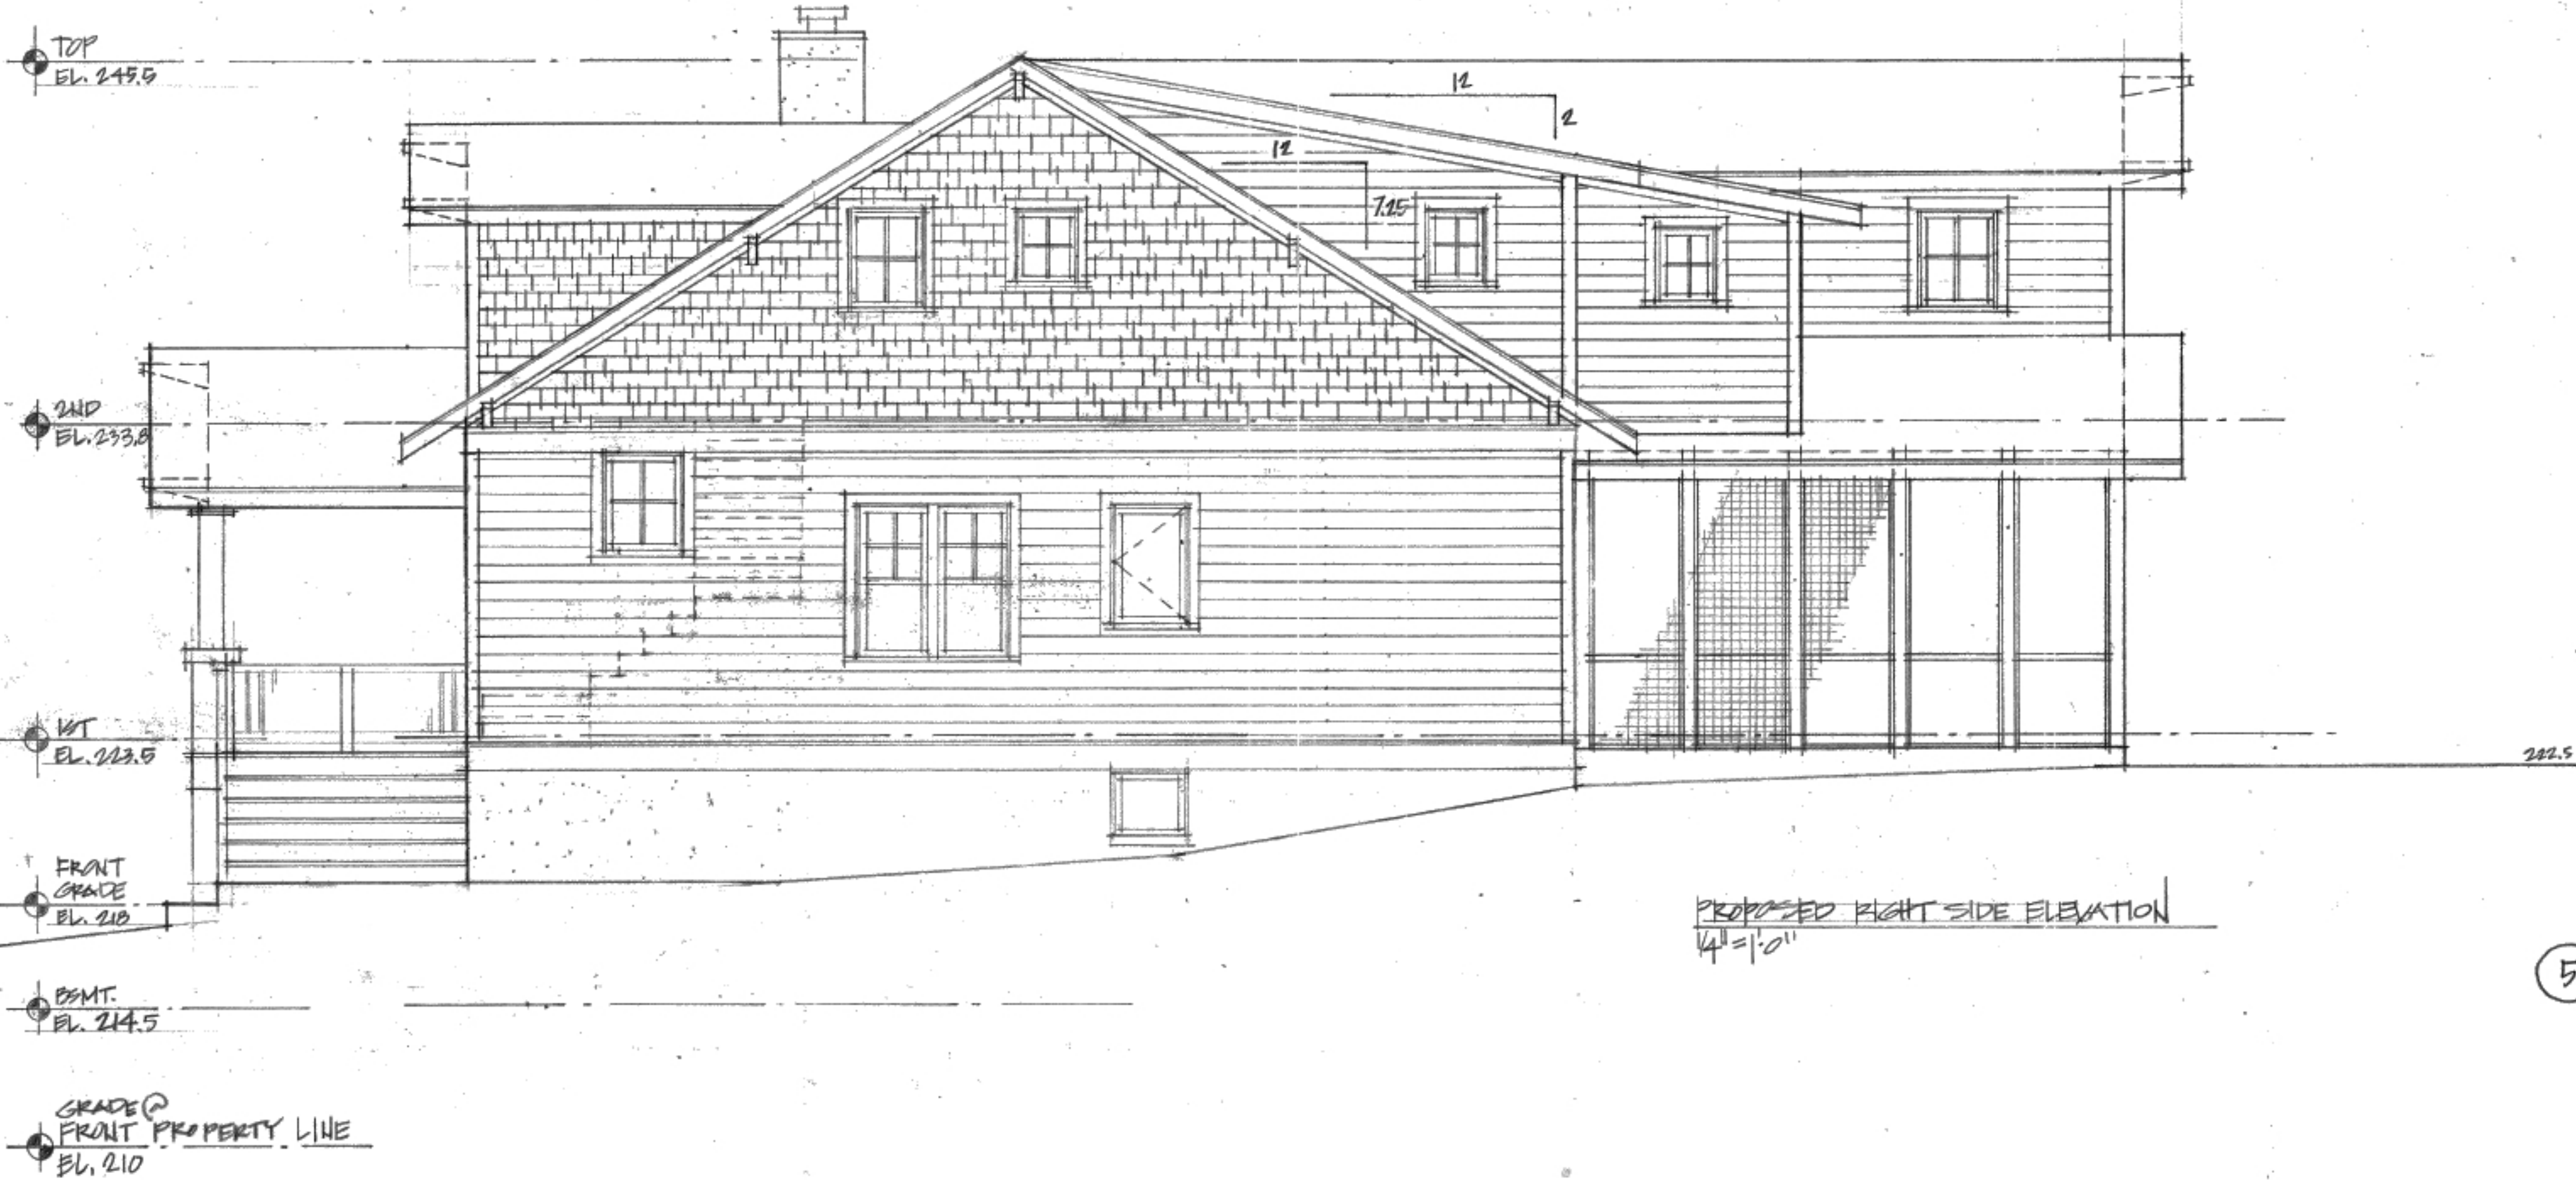 TOP
EL. 245.5
12
2
12
7.25
2ND
EL. 233.8
1ST
EL. 223.5
222.5
FRONT
GRADE
EL. 218
PROPOSED RIGHT SIDE ELEVATION
1/4"=1'-0"
5
BSMT.
EL. 214.5
GRADE @
FRONT PROPERTY LINE
EL. 210